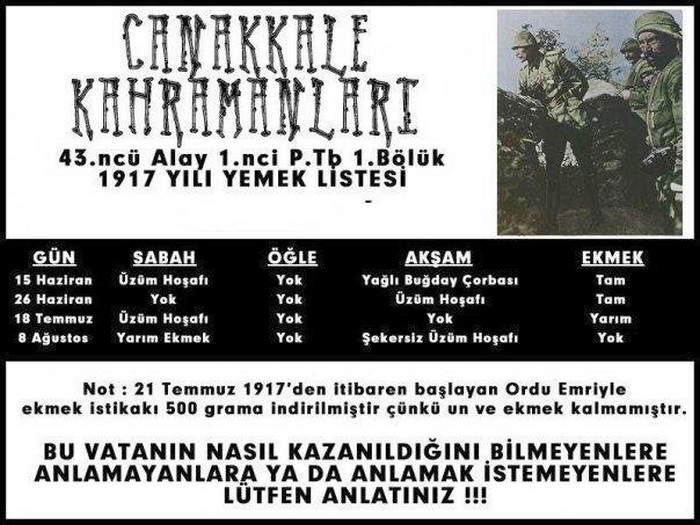 ÇANAKKALE
KAHRAMANLARI
43.ncü Alay 1.nci P.Tb 1.Bölük
1917 YILI YEMEK LİSTESİ
-
GÜN SABAH ÖĞLE AKŞAM EKMEK
15 Haziran Üzüm Hoşafı Yok Yağlı Buğday Çorbası Tam
26 Haziran Yok Yok Üzüm Hoşafı Tam
18 Temmuz Üzüm Hoşafı Yok Yok Yarım
8 Ağustos Yarım Ekmek Yok Şekersiz Üzüm Hoşafı Yok
Not : 21 Temmuz 1917'den itibaren başlayan Ordu Emriyle
ekmek istikakı 500 grama indirilmiştir çünkü un ve ekmek kalmamıştır.
BU VATANIN NASIL KAZANILDIĞINI BİLMEYENLERE
ANLAMAYANLARA YA DA ANLAMAK İSTEMEYENLERE
LÜTFEN ANLATINIZ !!!